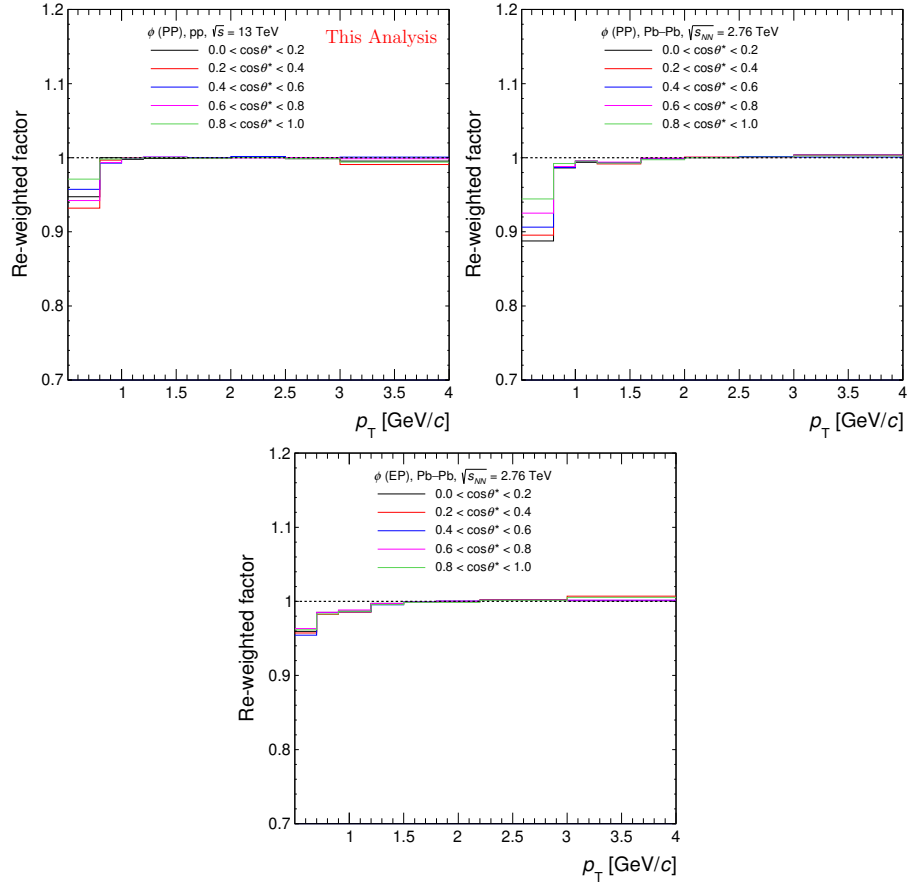 φ (PP), pp, √s = 13 TeV
This Analysis
0.0 < cosθ* < 0.2
0.2 < cosθ* < 0.4
0.4 < cosθ* < 0.6
0.6 < cosθ* < 0.8
0.8 < cosθ* < 1.0
Re-weighted factor
1.2
1.1
1
0.9
0.8
0.7
1 1.5 2 2.5 3 3.5 4
p_T [GeV/c]
φ (PP), Pb–Pb, √s_NN = 2.76 TeV
0.0 < cosθ* < 0.2
0.2 < cosθ* < 0.4
0.4 < cosθ* < 0.6
0.6 < cosθ* < 0.8
0.8 < cosθ* < 1.0
Re-weighted factor
1.2
1.1
1
0.9
0.8
0.7
1 1.5 2 2.5 3 3.5 4
p_T [GeV/c]
φ (EP), Pb–Pb, √s_NN = 2.76 TeV
0.0 < cosθ* < 0.2
0.2 < cosθ* < 0.4
0.4 < cosθ* < 0.6
0.6 < cosθ* < 0.8
0.8 < cosθ* < 1.0
Re-weighted factor
1.2
1.1
1
0.9
0.8
0.7
1 1.5 2 2.5 3 3.5 4
p_T [GeV/c]